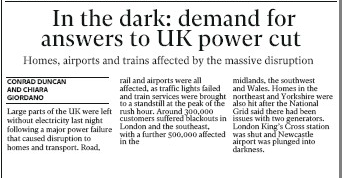 In the dark: demand for
answers to UK power cut
Homes, airports and trains affected by the massive disruption
CONRAD DUNCAN
AND CHIARA
GIORDANO
Large parts of the UK were left
without electricity last night
following a major power failure
that caused disruption to
homes and transport. Road,
rail and airports were all
affected, as traffic lights failed
and train services were brought
to a standstill at the peak of the
rush hour. Around 300,000
customers suffered blackouts in
London and the southeast,
with a further 500,000 affected
in the
midlands, the southwest
and Wales. Homes in the
northeast and Yorkshire were
also hit after the National
Grid said there had been
issues with two generators.
London King's Cross station
was shut and Newcastle
airport was plunged into
darkness.